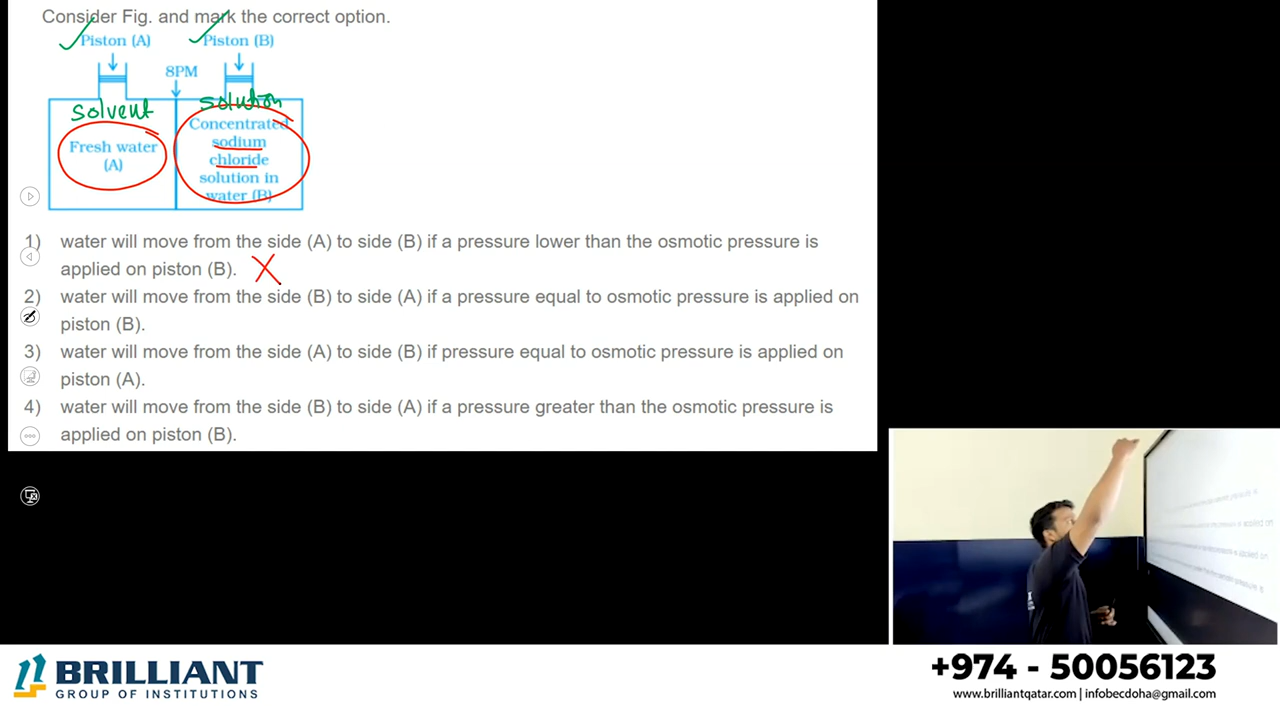 Consider Fig. and mark the correct option.
Piston (A) Piston (B)
8PM
solvent solution
Fresh water
(A)
Concentrated
sodium
chloride
solution in
water (B)
1) water will move from the side (A) to side (B) if a pressure lower than the osmotic pressure is
applied on piston (B).
2) water will move from the side (B) to side (A) if a pressure equal to osmotic pressure is applied on
piston (B).
3) water will move from the side (A) to side (B) if pressure equal to osmotic pressure is applied on
piston (A).
4) water will move from the side (B) to side (A) if a pressure greater than the osmotic pressure is
applied on piston (B).
BRILLIANT
GROUP OF INSTITUTIONS
+974 - 50056123
www.brilliantqatar.com | infobecdoha@gmail.com